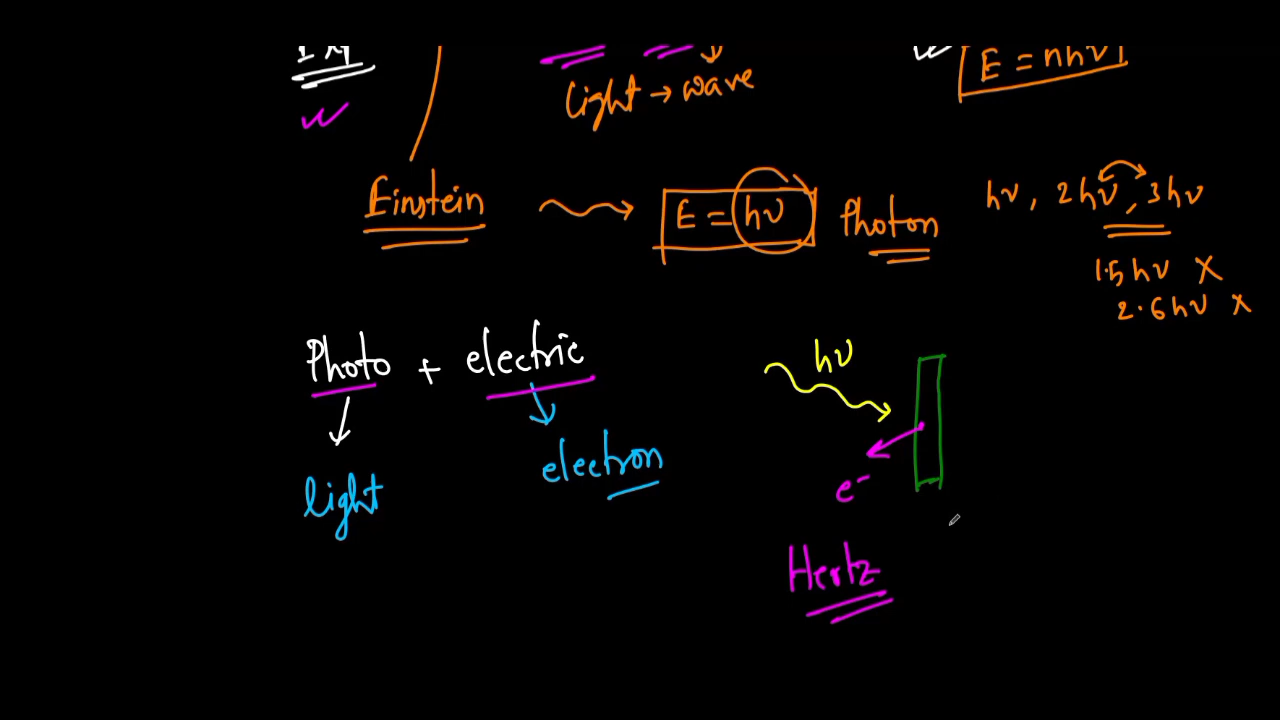 E = nhν
light → wave
Einstein
E = hν Photon
hν, 2hν, 3hν
1.5hν X
2.6hν X
Photo + electric
hν
electron
light
e⁻
Hertz